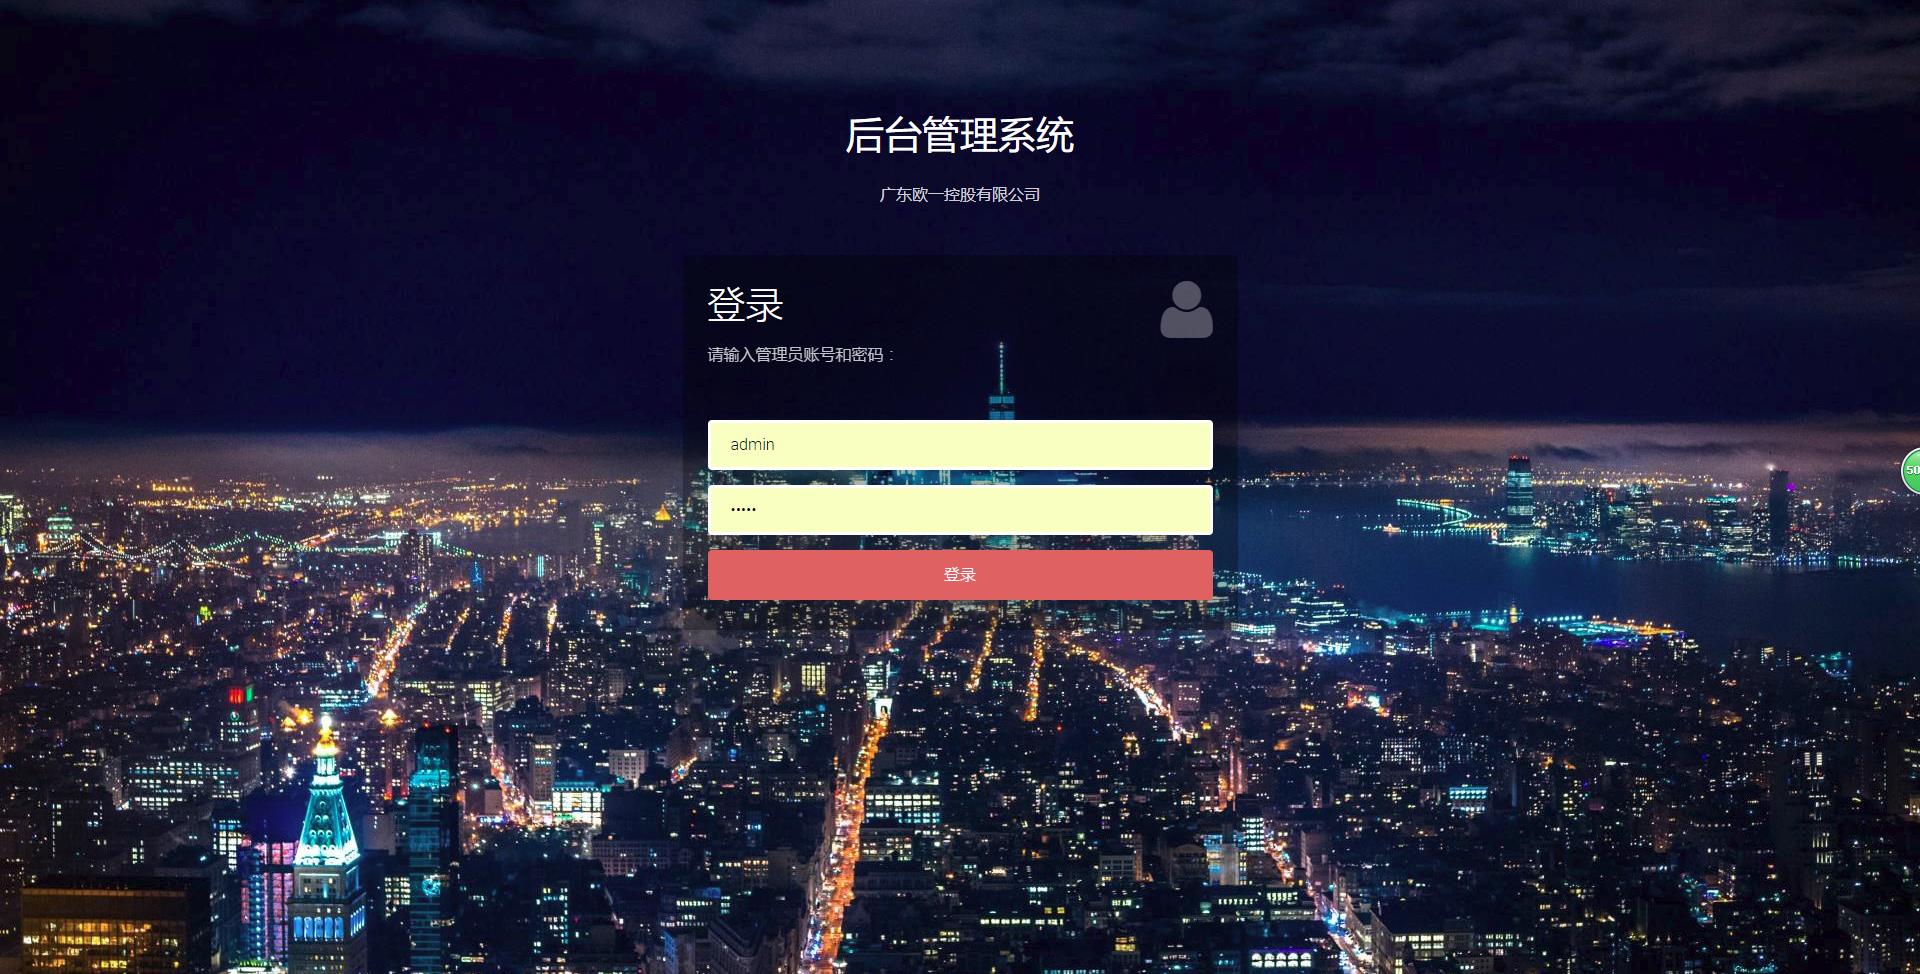 后台管理系统
广东欧一控股有限公司
登录
请输入管理员账号和密码：
admin
•••••
登录
50